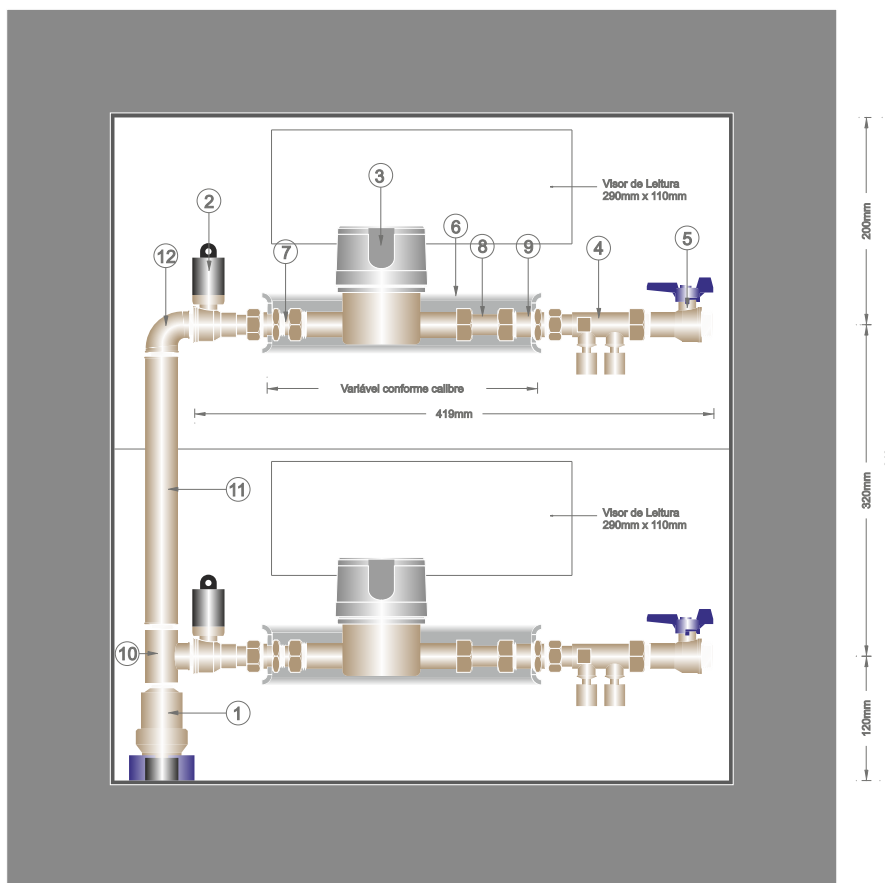 Visor de Leitura
290mm x 110mm
3
2
6
5
7
8
9
4
12
200mm
Variável conforme calibre
419mm
11
320mm
Visor de Leitura
290mm x 110mm
10
1
120mm